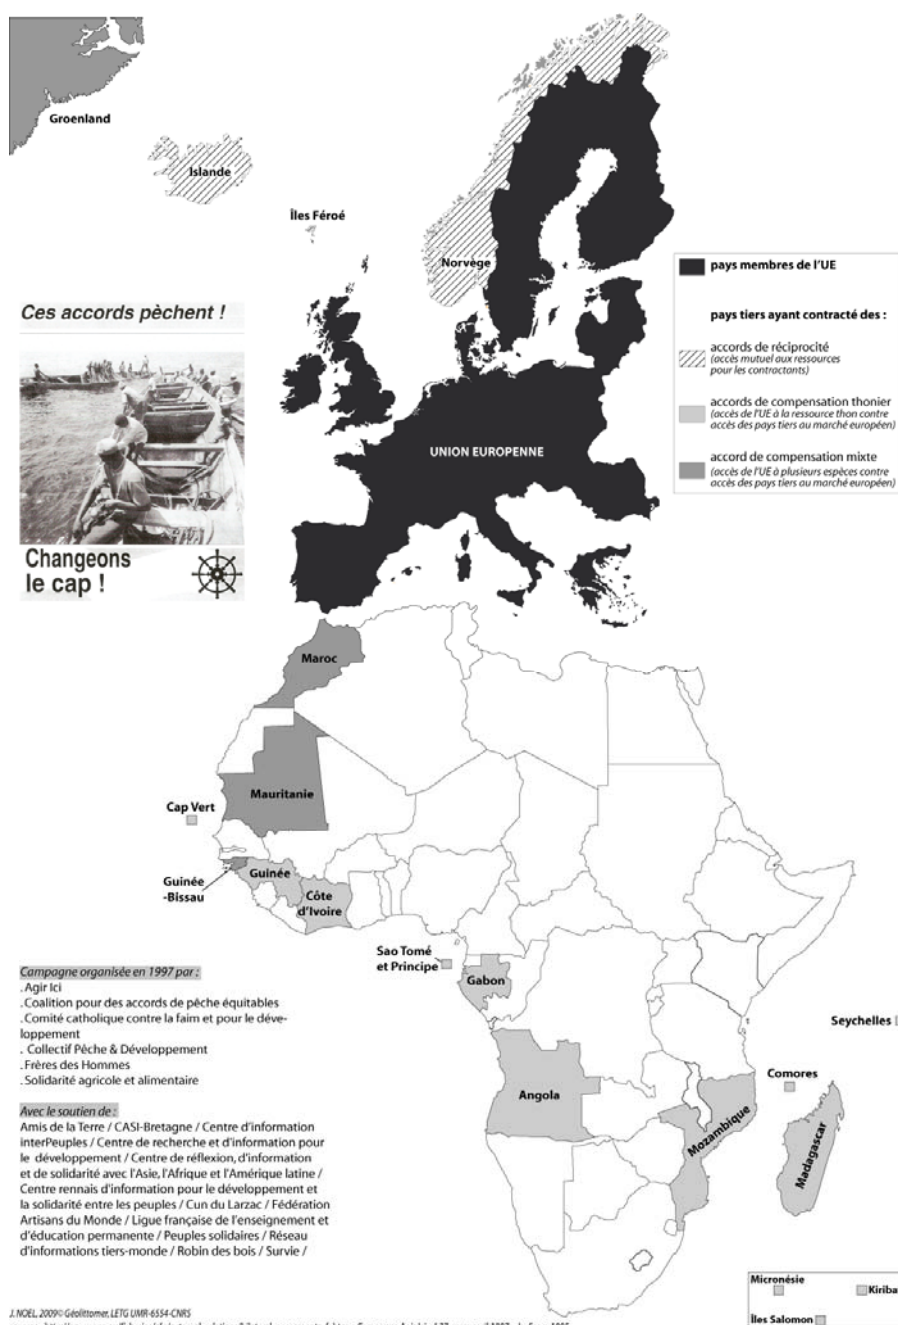 Groenland
Islande
Îles Féroé
Norvège
pays membres de l'UE
pays tiers ayant contracté des :
accords de réciprocité
(accès mutuel aux ressources
pour les contractants)
accords de compensation thonier
(accès de l'UE à la ressource thon contre
accès des pays tiers au marché européen)
accord de compensation mixte
(accès de l'UE à plusieurs espèces contre
accès des pays tiers au marché européen)
Ces accords pèchent !
Changeons
le cap !
UNION EUROPENNE
Maroc
Mauritanie
Cap Vert
Guinée
-Bissau
Guinée
Côte
d'Ivoire
Sao Tomé
et Principe
Gabon
Angola
Mozambique
Comores
Seychelles
Madagascar
Campagne organisée en 1997 par :
. Agir Ici
. Coalition pour des accords de pêche équitables
. Comité catholique contre la faim et pour le déve-
loppement
. Collectif Pêche & Développement
. Frères des Hommes
. Solidarité agricole et alimentaire
Avec le soutien de :
Amis de la Terre / CASI-Bretagne / Centre d'information
interPeuples / Centre de recherche et d'information pour
le développement / Centre de réflexion, d'information
et de solidarité avec l'Asie, l'Afrique et l'Amérique latine /
Centre rennais d'information pour le développement et
la solidarité entre les peuples / Cun du Larzac / Fédération
Artisans du Monde / Ligue française de l'enseignement et
d'éducation permanente / Peuples solidaires / Réseau
d'informations tiers-monde / Robin des bois / Survie /
Micronésie
Kiriba
Îles Salomon
J. NOEL, 2009© Géolittomer, LETG UMR-6554-CNRS